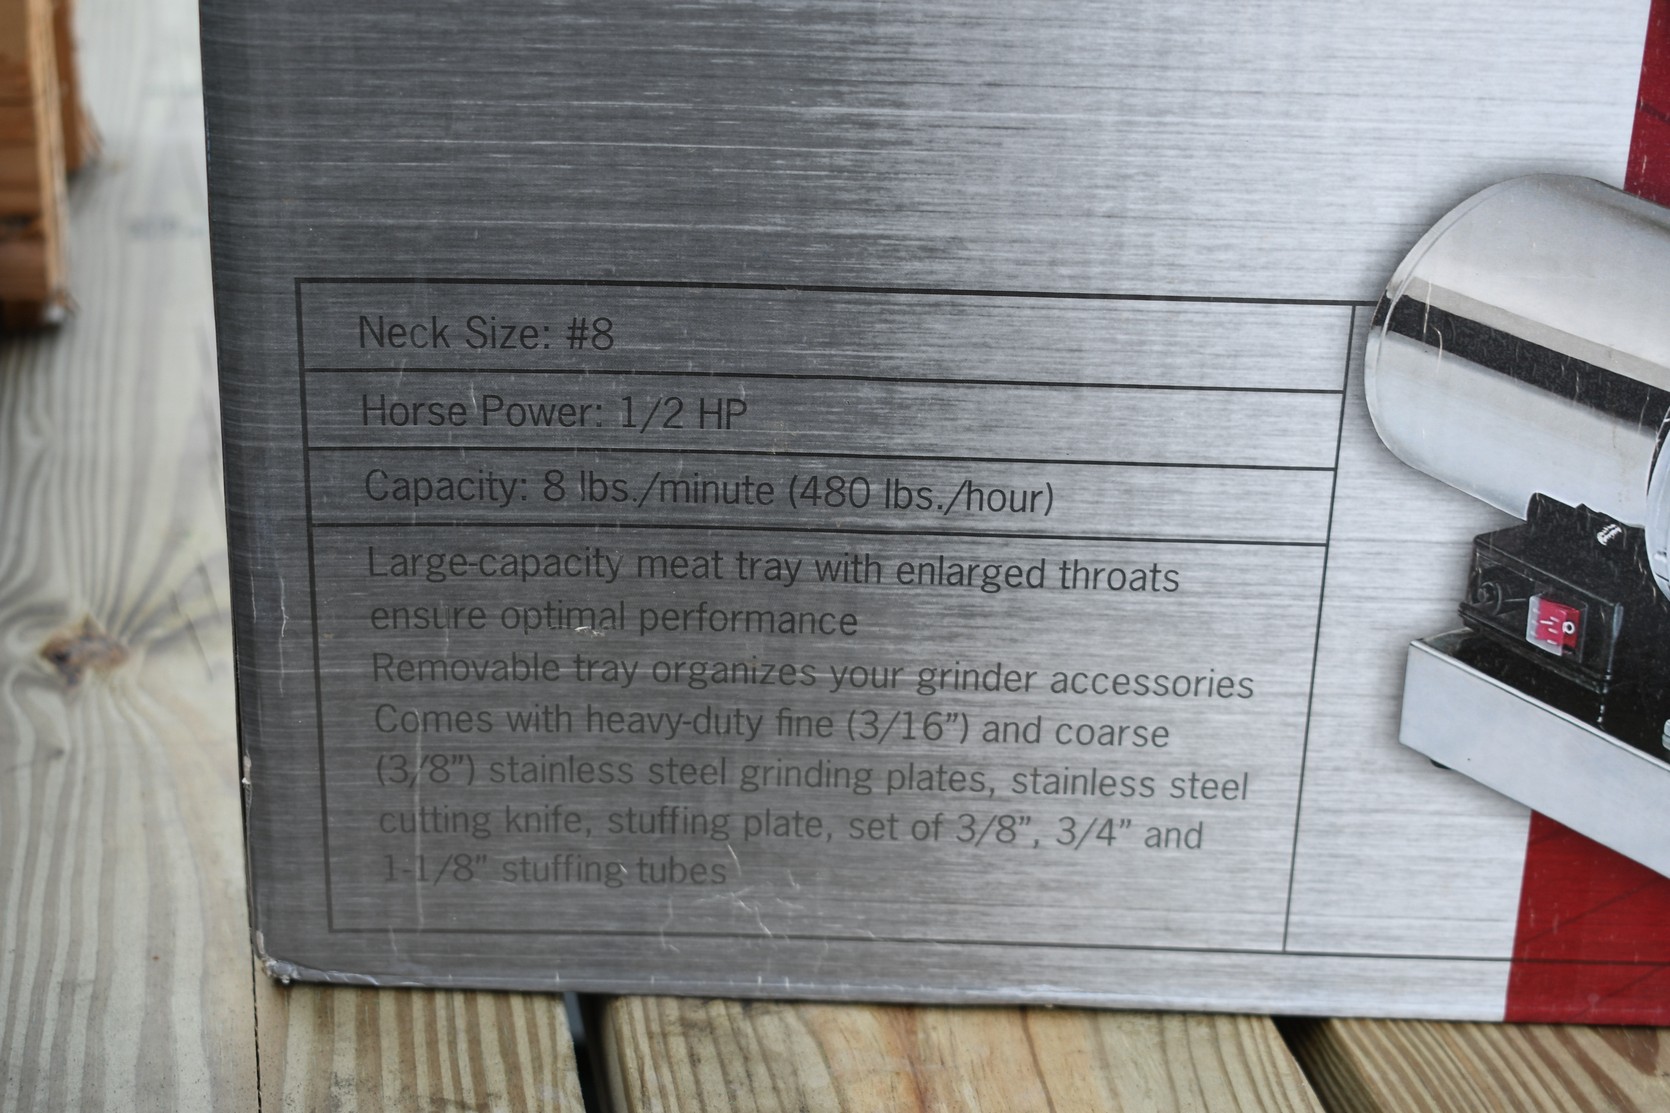 Neck Size: #8
Horse Power: 1/2 HP
Capacity: 8 lbs./minute (480 lbs./hour)
Large-capacity meat tray with enlarged throats
ensure optimal performance
Removable tray organizes your grinder accessories
Comes with heavy-duty fine (3/16”) and coarse
(3/8”) stainless steel grinding plates, stainless steel
cutting knife, stuffing plate, set of 3/8”, 3/4” and
1-1/8” stuffing tubes